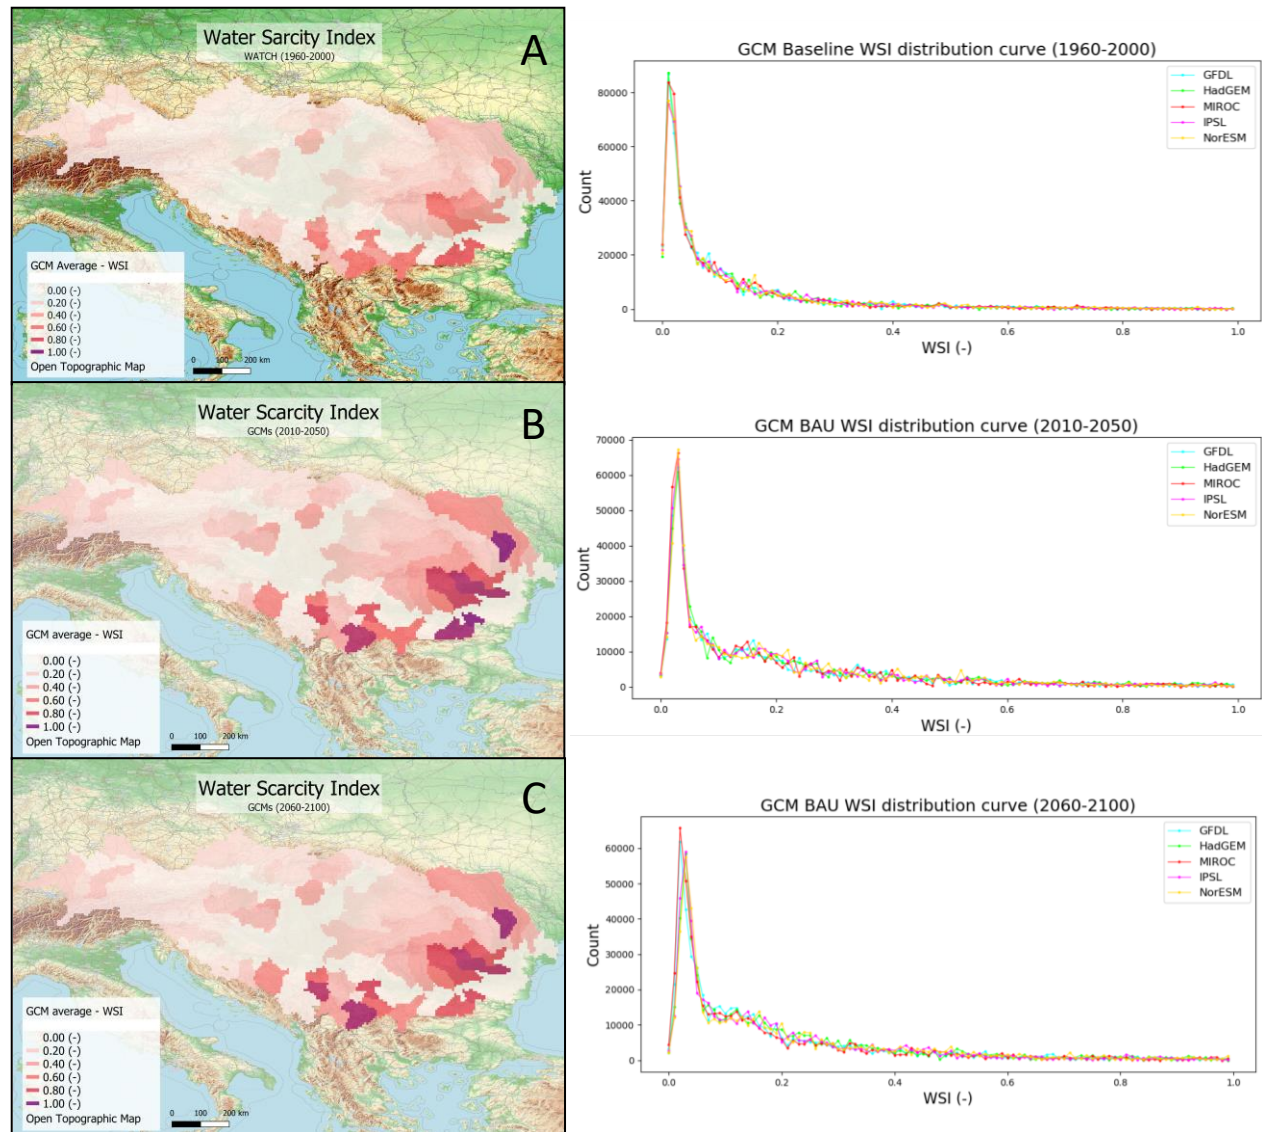 Water Sarcity Index
WATCH (1960-2000)
A
GCM Average - WSI
0.00 (-)
0.20 (-)
0.40 (-)
0.60 (-)
0.80 (-)
1.00 (-)
Open Topographic Map
0 100 200 km
GCM Baseline WSI distribution curve (1960-2000)
GFDL
HadGEM
MIROC
IPSL
NorESM
Count
80000
60000
40000
20000
0
0.0 0.2 0.4 0.6 0.8 1.0
WSI (-)
Water Scarcity Index
GCMs (2010-2050)
B
GCM average - WSI
0.00 (-)
0.20 (-)
0.40 (-)
0.60 (-)
0.80 (-)
1.00 (-)
Open Topographic Map
0 100 200 km
GCM BAU WSI distribution curve (2010-2050)
GFDL
HadGEM
MIROC
IPSL
NorESM
Count
70000
60000
50000
40000
30000
20000
10000
0
0.0 0.2 0.4 0.6 0.8 1.0
WSI (-)
Water Scarcity Index
GCMs (2060-2100)
C
GCM average - WSI
0.00 (-)
0.20 (-)
0.40 (-)
0.60 (-)
0.80 (-)
1.00 (-)
Open Topographic Map
0 100 200 km
GCM BAU WSI distribution curve (2060-2100)
GFDL
HadGEM
MIROC
IPSL
NorESM
Count
60000
50000
40000
30000
20000
10000
0
0.0 0.2 0.4 0.6 0.8 1.0
WSI (-)